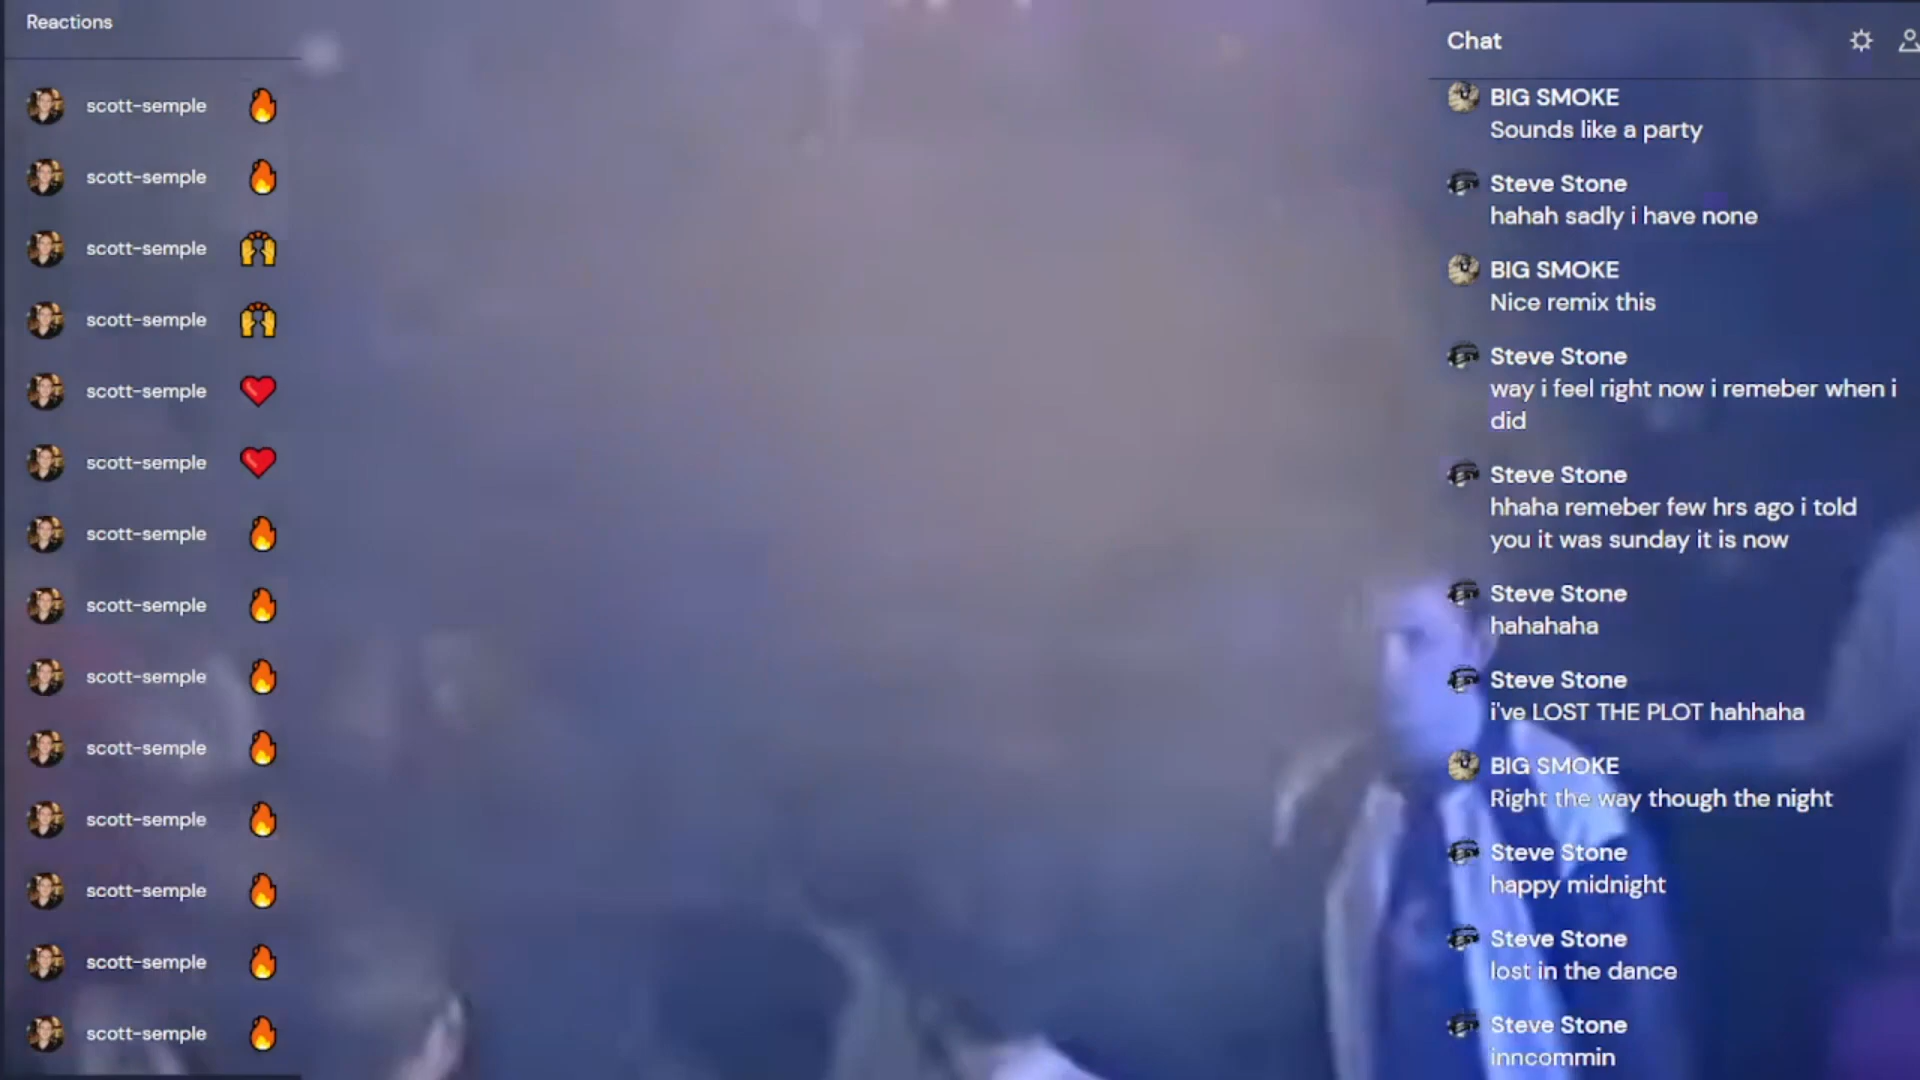 Reactions
scott-semple
scott-semple
scott-semple
scott-semple
scott-semple
scott-semple
scott-semple
scott-semple
scott-semple
scott-semple
scott-semple
scott-semple
scott-semple
scott-semple
Chat
BIG SMOKE
Sounds like a party
Steve Stone
hahah sadly i have none
BIG SMOKE
Nice remix this
Steve Stone
way i feel right now i remeber when i
did
Steve Stone
hhaha remeber few hrs ago i told
you it was sunday it is now
Steve Stone
hahahaha
Steve Stone
i've LOST THE PLOT hahhaha
BIG SMOKE
Right the way though the night
Steve Stone
happy midnight
Steve Stone
lost in the dance
Steve Stone
inncommin